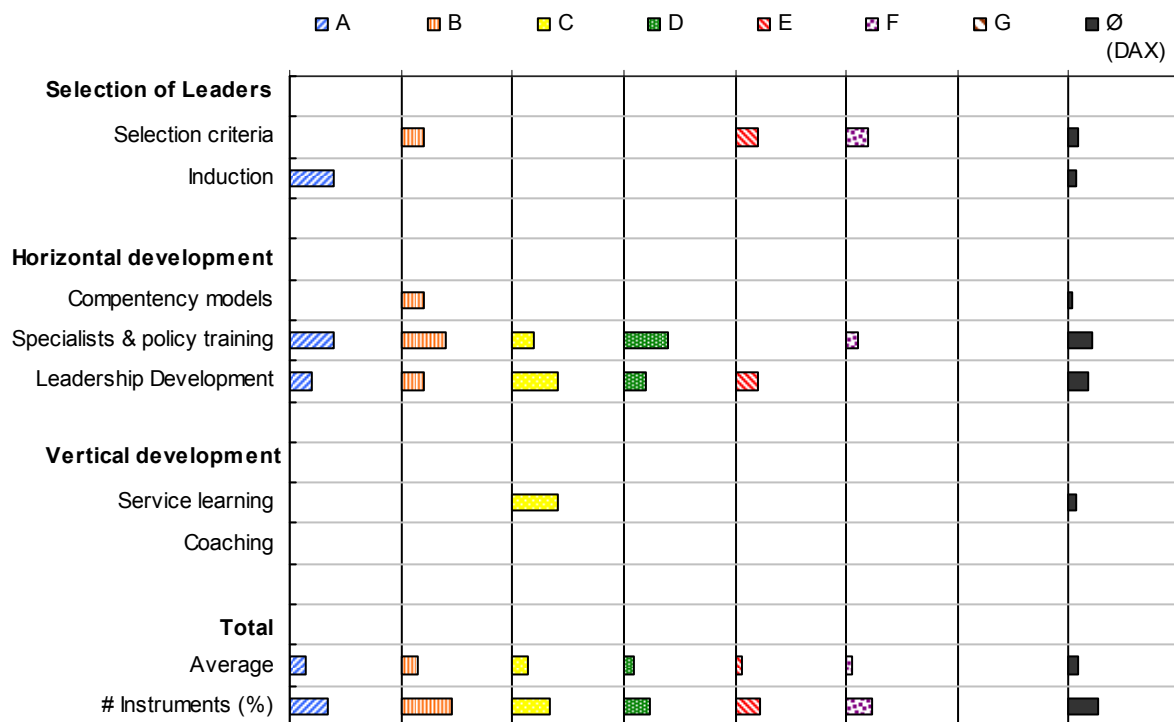 A B C D E F G Ø
(DAX)
Selection of Leaders
Selection criteria
Induction
Horizontal development
Compentency models
Specialists & policy training
Leadership Development
Vertical development
Service learning
Coaching
Total
Average
# Instruments (%)